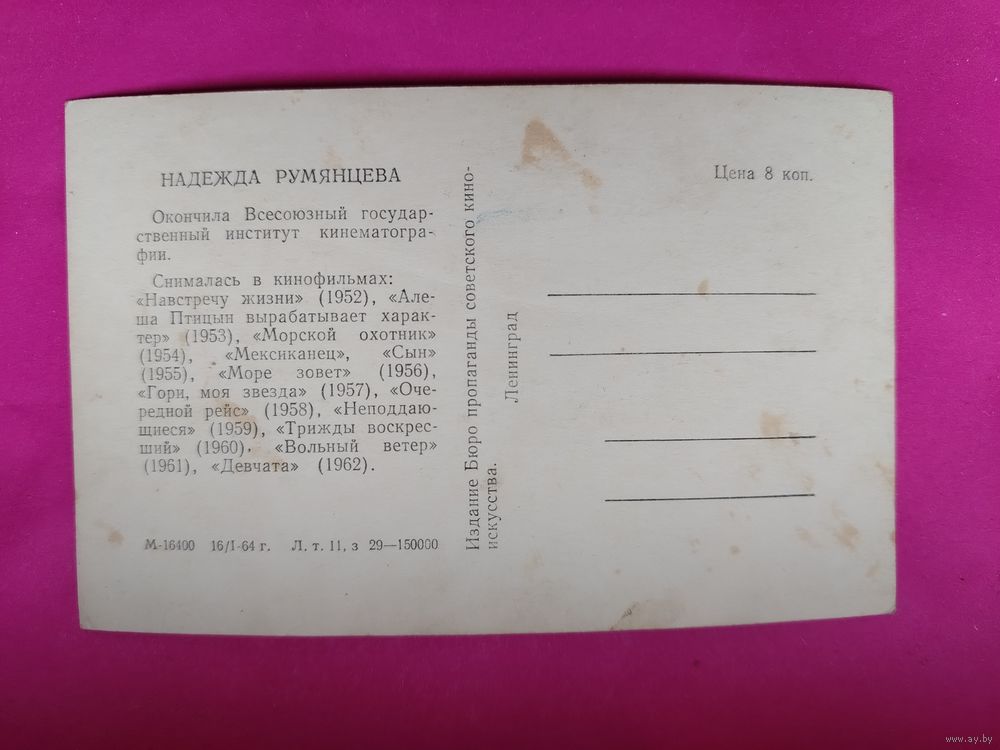 НАДЕЖДА РУМЯНЦЕВА
Окончила Всесоюзный государ-
ственный институт кинематогра-
фии.
Снималась в кинофильмах:
«Навстречу жизни» (1952), «Але-
ша Птицын вырабатывает харак-
тер» (1953), «Морской охотник»
(1954), «Мексиканец», «Сын»
(1955), «Море зовет» (1956),
«Гори, моя звезда» (1957), «Оче-
редной рейс» (1958), «Неподдаю-
щиеся» (1959), «Трижды воскрес-
ший» (1960), «Вольный ветер»
(1961), «Девчата» (1962).
М-16400 16/I-64 г. Л. т. 11, з 29—150000
Издание Бюро пропаганды советского кино-
искусства.
Ленинград
Цена 8 коп.
www.ay.by